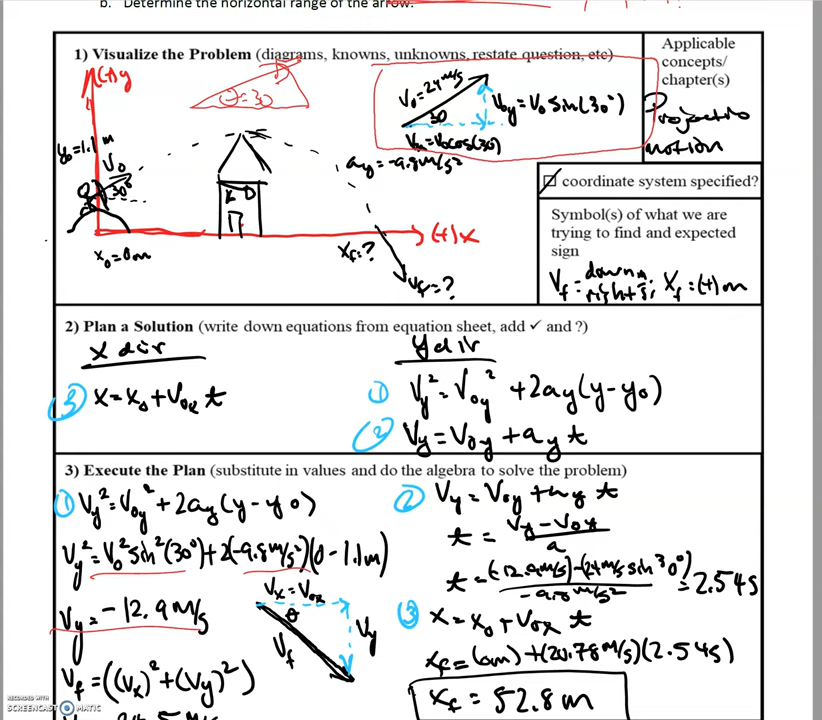 b. Determine the horizontal range of the arrow.
1) Visualize the Problem (diagrams, knowns, unknowns, restate question, etc)
Applicable concepts/ chapter(s)
Projectile motion
(+)y
θ=30
V₀=24m/s
30
V₀y=V₀ sin(30°)
V₀cos(30)
ay=-9.8m/s²
y₀=1.1m
V₀
30°
x₀=0m
xf=?
(+)x
Vf=?
coordinate system specified?
Symbol(s) of what we are
trying to find and expected
sign
Vf=down right; Xf=(+)m
2) Plan a Solution (write down equations from equation sheet, add ✓ and ?)
x dir
y dir
③ x=x₀+V₀x t
① Vy²=V₀y²+2ay(y-y₀)
② Vy=V₀y+ay t
3) Execute the Plan (substitute in values and do the algebra to solve the problem)
① Vy²=V₀y²+2ay(y-y₀)
Vy²=V₀²sin²(30°)+2(-9.8m/s²)(0-1.1m)
Vy=-12.9m/s
Vx=V₀x
θ
Vf
Vy
Vf=((Vx)²+(Vy)²)
② Vy=V₀y+ay t
t=(Vy-V₀y)/a
t=((-12.9m/s)-(24m/s sin30°))/-9.8m/s²=2.54s
③ x=x₀+V₀x t
xf=(0m)+(20.78m/s)(2.54s)
xf=52.8m
RECORDED WITH
SCREENCAST MATIC